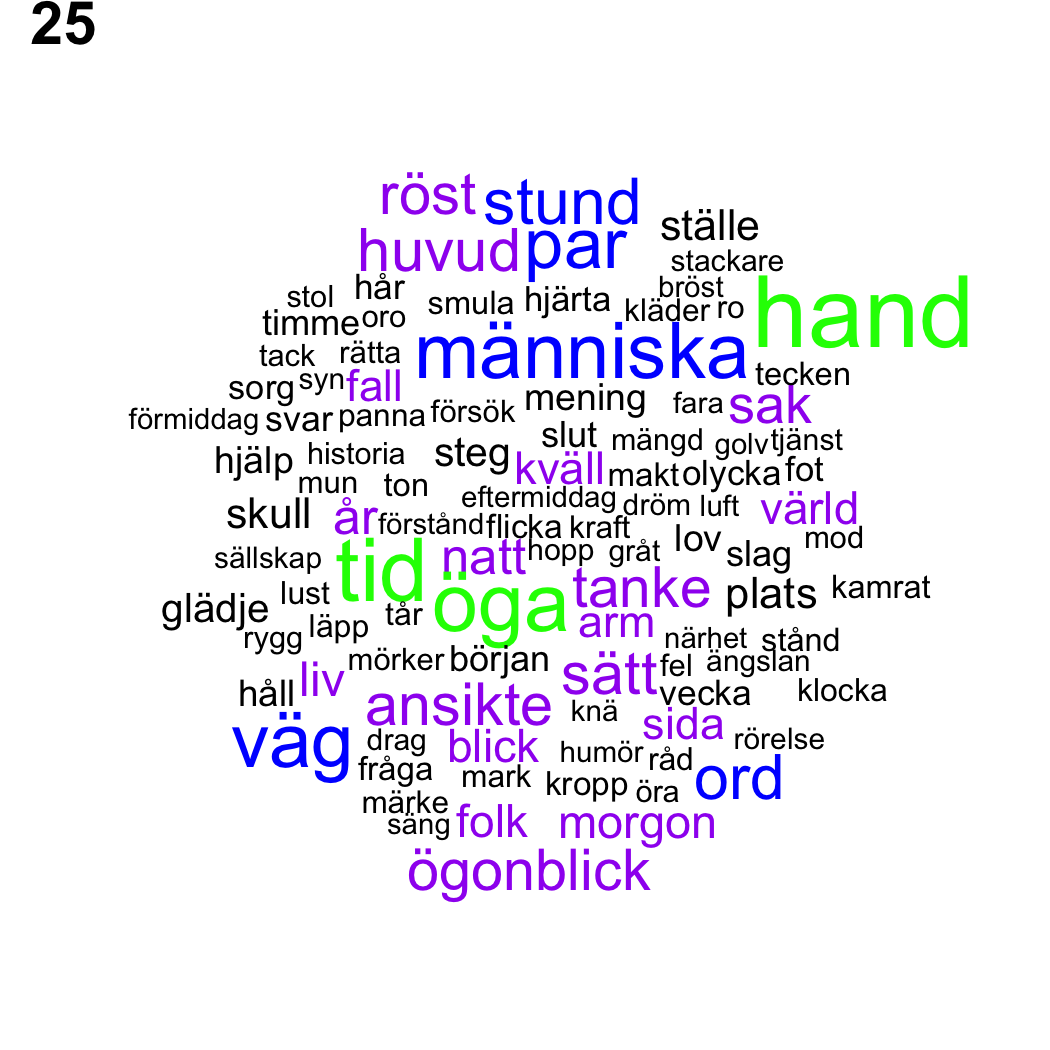 25
röst stund
ställe
huvud par
stackare
stol hår smula hjärta bröst
kläder ro hand
timme oro
tack rätta människa tecken
sorg syn fall mening fara sak
förmiddag svar panna försök
slut mängd golv tjänst
hjälp historia steg kväll makt olycka fot
mun ton eftermiddag dröm luft värld
skull år förstånd flicka kraft lov mod
sällskap tid natt hopp gråt slag
lust öga tanke plats kamrat
glädje läpp tår arm
rygg närhet stånd
mörker början sätt fel ängslan
håll liv ansikte knä vecka klocka
väg drag blick sida rörelse
fråga humör råd
mark kropp öra ord
märke
säng folk morgon
ögonblick